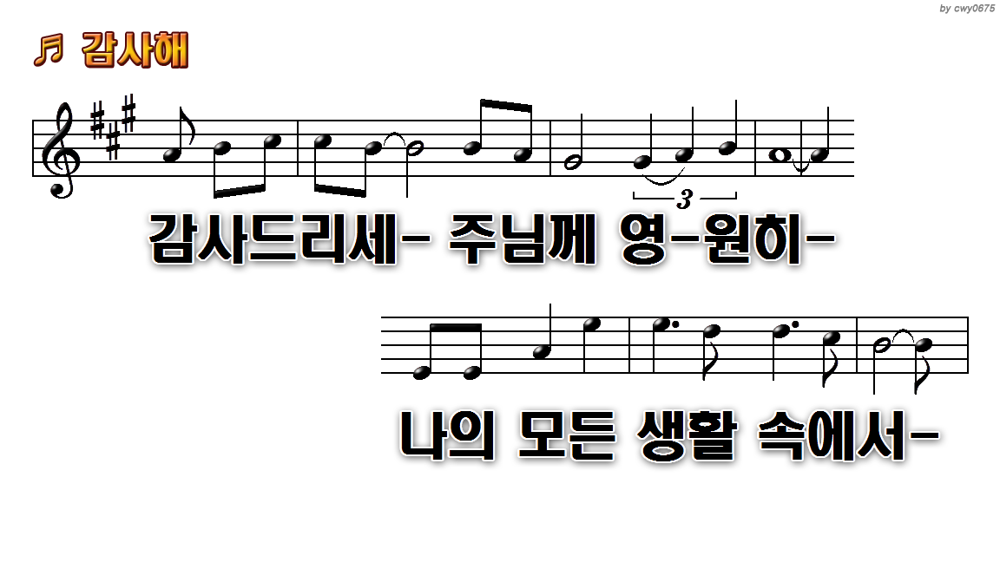 by cwy0675
♬ 감사해
3
감사드리세- 주님께 영-원히-
나의 모든 생활 속에서-